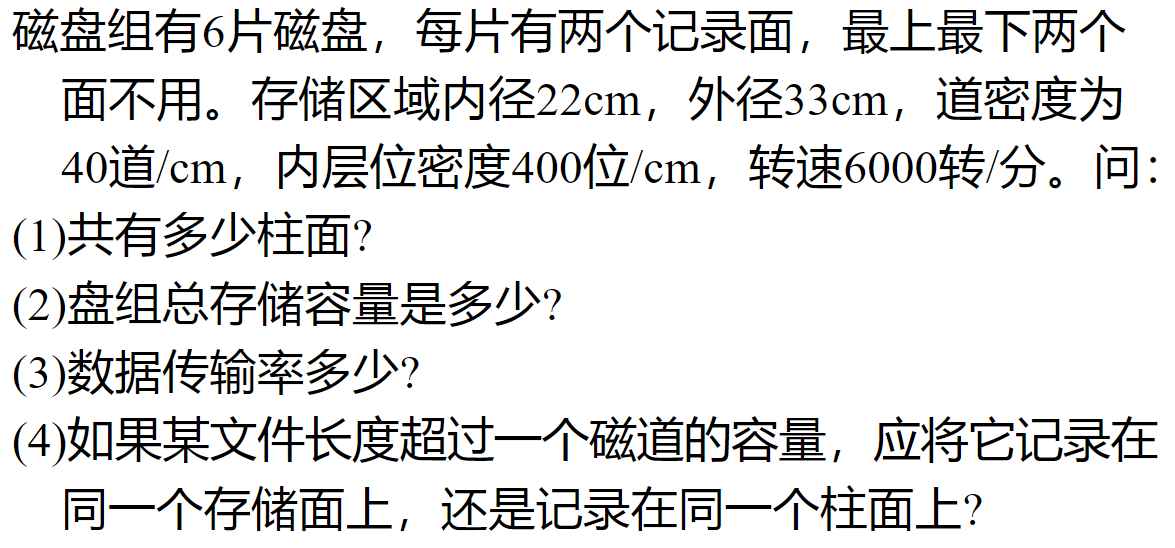 磁盘组有6片磁盘，每片有两个记录面，最上最下两个
面不用。存储区域内径22cm，外径33cm，道密度为
40道/cm，内层位密度400位/cm，转速6000转/分。问：
(1)共有多少柱面?
(2)盘组总存储容量是多少?
(3)数据传输率多少?
(4)如果某文件长度超过一个磁道的容量，应将它记录在
同一个存储面上，还是记录在同一个柱面上?